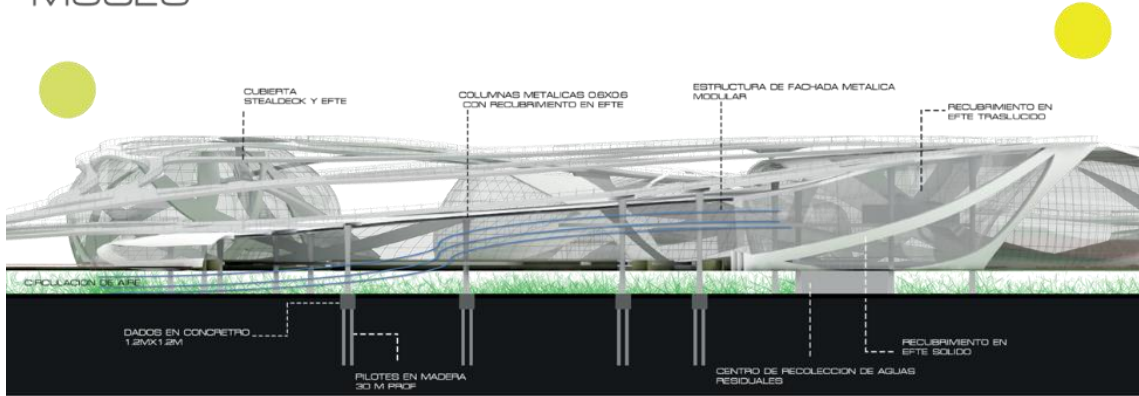 CUBIERTA
STEALDECK Y EFTE
COLUMNAS METALICAS 0.6X0.6
CON RECUBRIMIENTO EN EFTE
ESTRUCTURA DE FACHADA METALICA
MODULAR
RECUBRIMIENTO EN
EFTE TRASLUCIDO
CIRCULACION DE AIRE
DADOS EN CONCRETRO
1.2MX1.2M
PILOTES EN MADERA
30 M PROF
CENTRO DE RECOLECCION DE AGUAS
RESIDUALES
RECUBRIMIENTO EN
EFTE SOLIDO